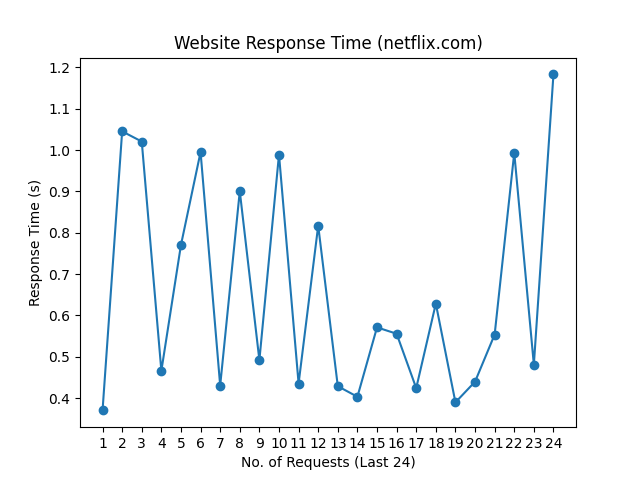 Website Response Time (netflix.com)
Response Time (s)
1.2
1.1
1.0
0.9
0.8
0.7
0.6
0.5
0.4
1 2 3 4 5 6 7 8 9 10 11 12 13 14 15 16 17 18 19 20 21 22 23 24
No. of Requests (Last 24)